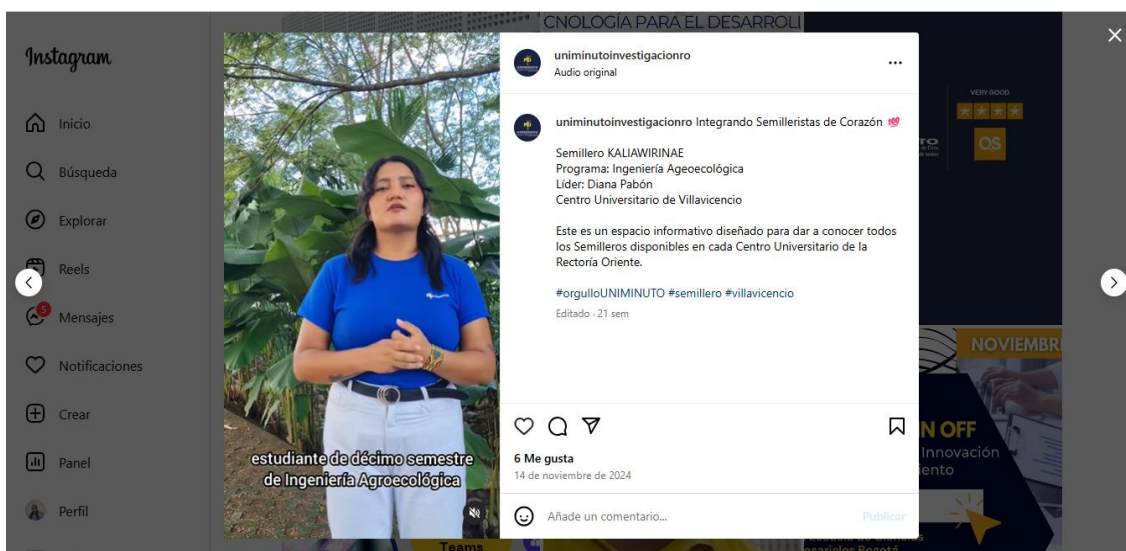 CNOLOGÍA PARA EL DESARROLL
Instagram
Inicio
Búsqueda
Explorar
Reels
5
Mensajes
Notificaciones
Crear
Panel
Perfil
estudiante de décimo semestre
de Ingeniería Agroecológica
uniminutoinvestigacionro
Audio original
uniminutoinvestigacionro Integrando Semilleristas de Corazón 💯
Semillero KALIAWIRINAE
Programa: Ingeniería Ageoecológica
Líder: Diana Pabón
Centro Universitario de Villavicencio
Este es un espacio informativo diseñado para dar a conocer todos
los Semilleros disponibles en cada Centro Universitario de la
Rectoría Oriente.
#orgulloUNIMINUTO #semillero #villavicencio
Editado · 21 sem
6 Me gusta
14 de noviembre de 2024
Añade un comentario...
Publicar
VERY GOOD
QS
NOVIEMBR
N OFF
Innovación
iento
Teams